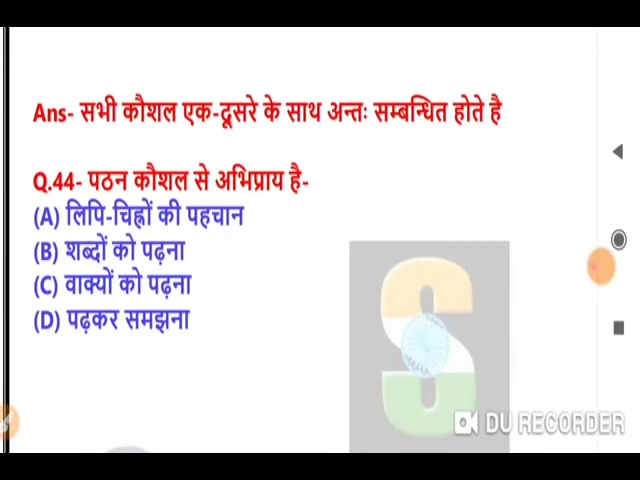 Ans- सभी कौशल एक-दूसरे के साथ अन्तः सम्बन्धित होते है
Q.44- पठन कौशल से अभिप्राय है-
(A) लिपि-चिह्नों की पहचान
(B) शब्दों को पढ़ना
(C) वाक्यों को पढ़ना
(D) पढ़कर समझना
S
DU RECORDER